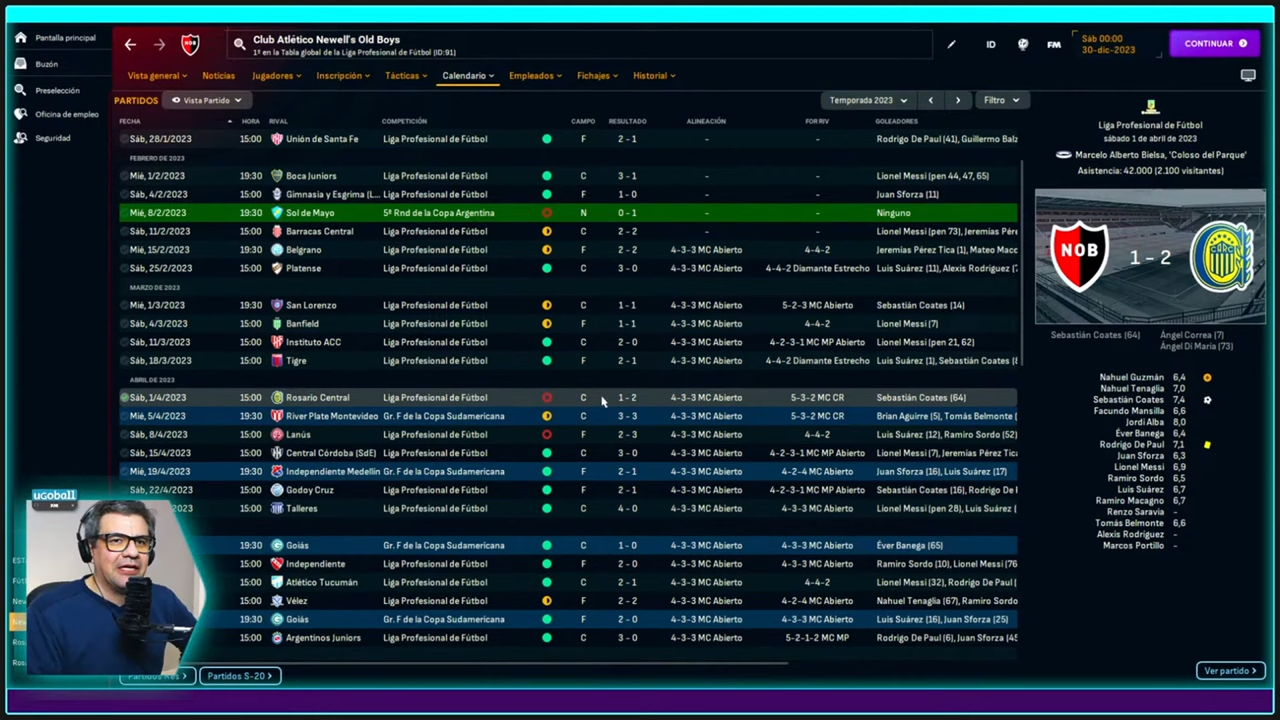 Pantalla principal
Buzón
Preselección
Oficina de empleo
Seguridad
NOB
Club Atlético Newell's Old Boys
1º en la Tabla global de la Liga Profesional de Fútbol (ID:91)
ID
FM
Sáb 00:00
30-dic-2023
CONTINUAR
Vista general
Noticias
Jugadores
Inscripción
Tácticas
Calendario
Empleados
Fichajes
Historial
PARTIDOS
Vista Partido
Temporada 2023
Filtro
FECHA HORA RIVAL COMPETICIÓN CAMPO RESULTADO ALINEACIÓN FOR RIV GOLEADORES
Sáb, 28/1/2023 15:00 Unión de Santa Fe Liga Profesional de Fútbol F 2 - 1 - - Rodrigo De Paul (41), Guillermo Balz
FEBRERO DE 2023
Mié, 1/2/2023 19:30 Boca Juniors Liga Profesional de Fútbol C 3 - 1 - - Lionel Messi (pen 44, 47, 65)
Sáb, 4/2/2023 15:00 Gimnasia y Esgrima (L... Liga Profesional de Fútbol F 1 - 0 - - Juan Sforza (11)
Mié, 8/2/2023 19:30 Sol de Mayo 5ª Rnd de la Copa Argentina N 0 - 1 - - Ninguno
Sáb, 11/2/2023 15:00 Barracas Central Liga Profesional de Fútbol C 2 - 2 - - Lionel Messi (pen 73), Jeremías Pére
Mié, 15/2/2023 19:30 Belgrano Liga Profesional de Fútbol F 2 - 2 4-3-3 MC Abierto 4-4-2 Jeremías Pérez Tica (1), Mateo Macc
Sáb, 25/2/2023 15:00 Platense Liga Profesional de Fútbol C 3 - 0 4-3-3 MC Abierto 4-4-2 Diamante Estrecho Luis Suárez (11), Alexis Rodríguez (7
MARZO DE 2023
Mié, 1/3/2023 19:30 San Lorenzo Liga Profesional de Fútbol C 1 - 1 4-3-3 MC Abierto 5-2-3 MC Abierto Sebastián Coates (14)
Sáb, 4/3/2023 19:30 Banfield Liga Profesional de Fútbol F 1 - 1 4-3-3 MC Abierto 4-4-2 Lionel Messi (7)
Sáb, 11/3/2023 15:00 Instituto ACC Liga Profesional de Fútbol C 2 - 0 4-3-3 MC Abierto 4-2-3-1 MC MP Abierto Lionel Messi (pen 21, 62)
Sáb, 18/3/2023 15:00 Tigre Liga Profesional de Fútbol F 2 - 1 4-3-3 MC Abierto 4-4-2 Diamante Estrecho Luis Suárez (1), Sebastián Coates (8
ABRIL DE 2023
Sáb, 1/4/2023 15:00 Rosario Central Liga Profesional de Fútbol C 1 - 2 4-3-3 MC Abierto 5-3-2 MC CR Sebastián Coates (64)
Mié, 5/4/2023 19:30 River Plate Montevideo Gr. F de la Copa Sudamericana C 3 - 3 4-3-3 MC Abierto 5-3-2 MC CR Brian Aguirre (5), Tomás Belmonte (
Sáb, 8/4/2023 15:00 Lanús Liga Profesional de Fútbol F 2 - 3 4-3-3 MC Abierto 4-4-2 Luis Suárez (12), Ramiro Sordo (52)
Sáb, 15/4/2023 15:00 Central Córdoba (SdE) Liga Profesional de Fútbol C 3 - 0 4-3-3 MC Abierto 4-2-3-1 MC MP Abierto Lionel Messi (7), Jeremías Pérez Tica
Mié, 19/4/2023 19:30 Independiente Medellín Gr. F de la Copa Sudamericana F 2 - 1 4-3-3 MC Abierto 4-2-4 MC Abierto Juan Sforza (16), Luis Suárez (17)
Sáb, 22/4/2023 15:00 Godoy Cruz Liga Profesional de Fútbol F 2 - 1 4-3-3 MC Abierto 4-2-3-1 MC MP Abierto Sebastián Coates (16), Rodrigo De
15:00 Talleres Liga Profesional de Fútbol C 4 - 0 4-3-3 MC Abierto 4-3-3 MC Abierto Lionel Messi (pen 28), Luis Suárez
19:30 Goiás Gr. F de la Copa Sudamericana C 1 - 0 4-3-3 MC Abierto 4-3-3 MC Abierto Éver Banega (65)
15:00 Independiente Liga Profesional de Fútbol F 2 - 0 4-3-3 MC Abierto 4-3-3 MC Abierto Ramiro Sordo (10), Lionel Messi (76
15:00 Atlético Tucumán Liga Profesional de Fútbol C 2 - 1 4-3-3 MC Abierto 4-4-2 Lionel Messi (32), Rodrigo De Paul (
15:00 Vélez Liga Profesional de Fútbol F 2 - 2 4-3-3 MC Abierto 4-2-4 MC Abierto Nahuel Tenaglia (67), Ramiro Sordo
19:30 Goiás Gr. F de la Copa Sudamericana F 2 - 0 4-3-3 MC Abierto 4-3-3 MC Abierto Luis Suárez (16), Juan Sforza (25)
15:00 Argentinos Juniors Liga Profesional de Fútbol C 3 - 0 4-3-3 MC Abierto 5-2-1-2 MC MP Rodrigo De Paul (6), Juan Sforza (45
Partidos Res
Partidos S-20
Liga Profesional de Fútbol
sábado 1 de abril de 2023
Marcelo Alberto Bielsa, 'Coloso del Parque'
Asistencia: 42.000 (2.100 visitantes)
NOB
1 - 2
Sebastián Coates (64)
Ángel Correa (7)
Ángel Di María (73)
Nahuel Guzmán 6,4
Nahuel Tenaglia 7,0
Sebastián Coates 7,4
Facundo Mansilla 6,6
Jordi Alba 8,0
Éver Banega 6,4
Rodrigo De Paul 7,1
Juan Sforza 6,3
Lionel Messi 6,9
Ramiro Sordo 6,5
Luis Suárez 6,7
Ramiro Macagno 6,7
Renzo Saravia -
Tomás Belmonte 6,6
Alexis Rodríguez -
Marcos Portillo -
Ver partido
ugoball
FM